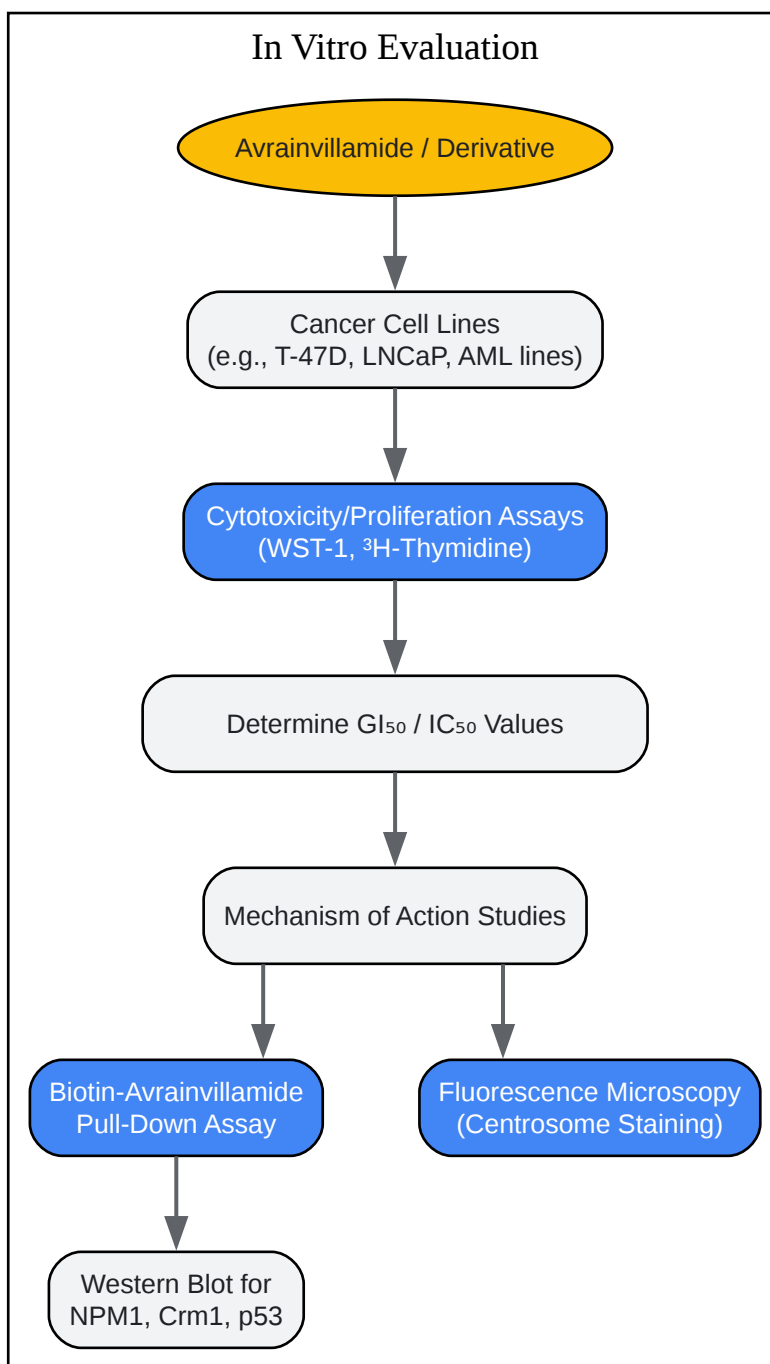 In Vitro Evaluation
Avrainvillamide / Derivative
Cancer Cell Lines
(e.g., T-47D, LNCaP, AML lines)
Cytotoxicity/Proliferation Assays
(WST-1, ³H-Thymidine)
Determine GI₅₀ / IC₅₀ Values
Mechanism of Action Studies
Biotin-Avrainvillamide
Pull-Down Assay
Fluorescence Microscopy
(Centrosome Staining)
Western Blot for
NPM1, Crm1, p53